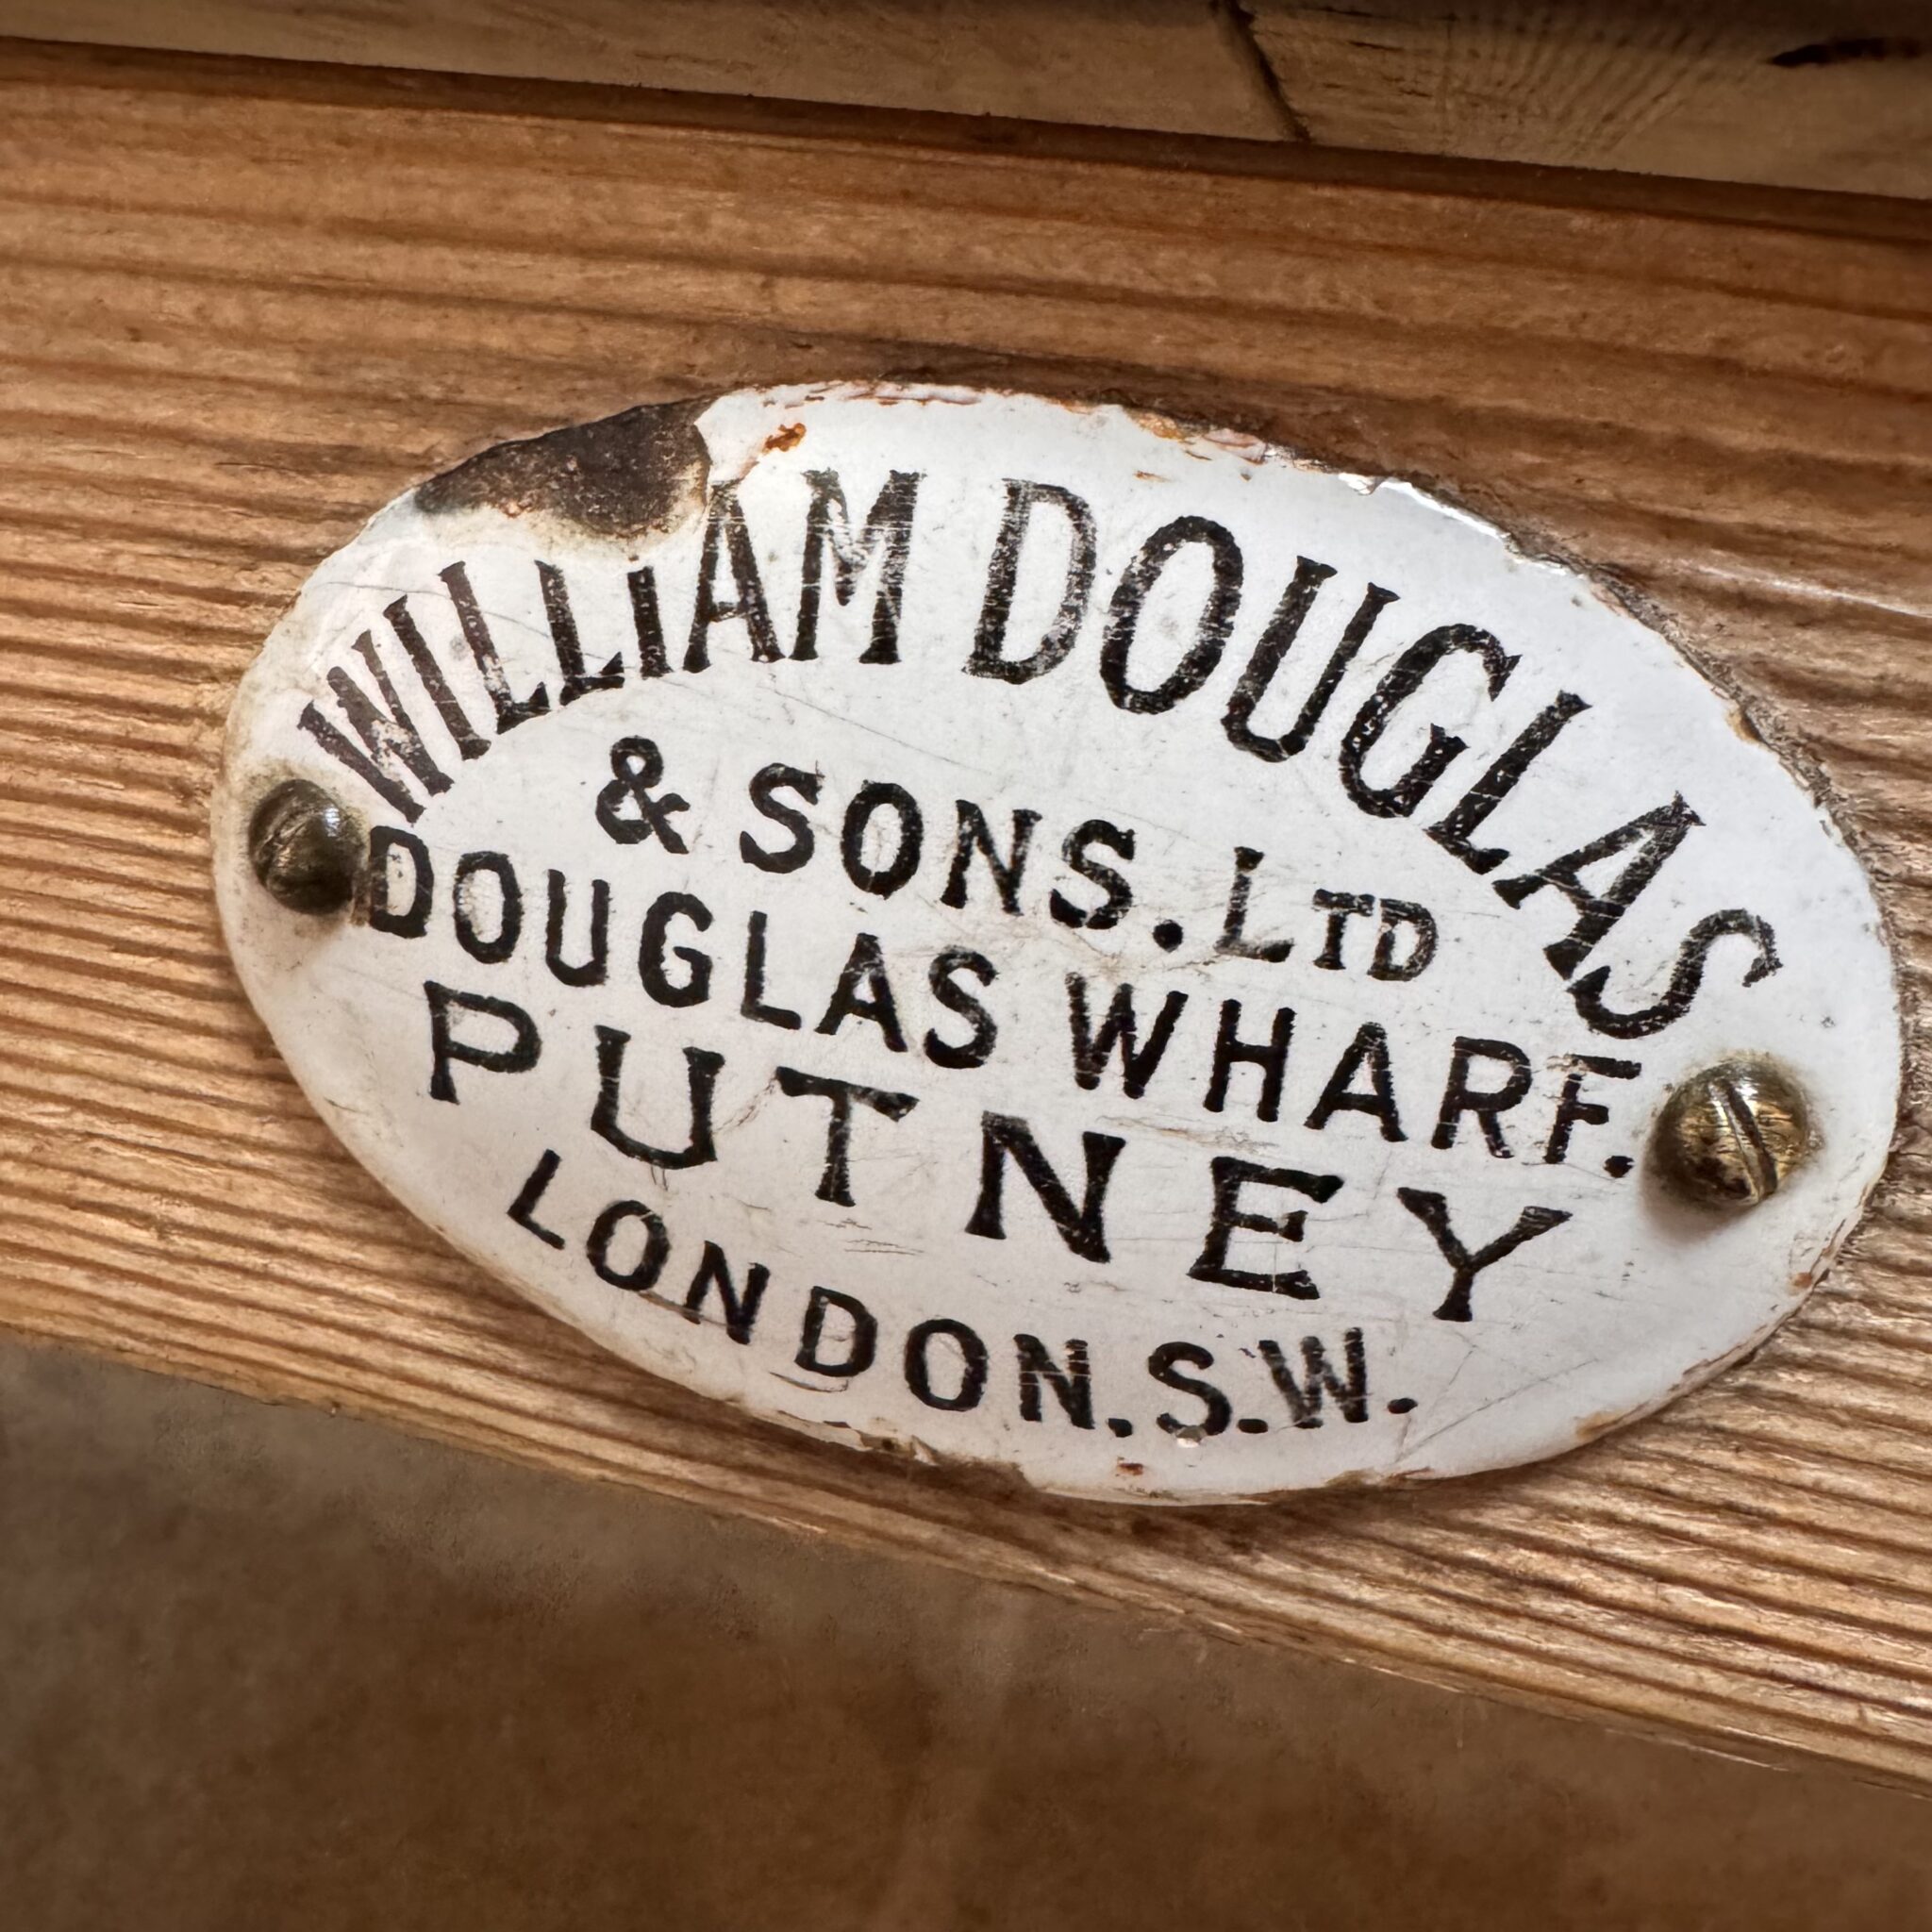 WILLIAM DOUGLAS
& SONS. LTD
DOUGLAS WHARF.
PUTNEY
LONDON. S.W.